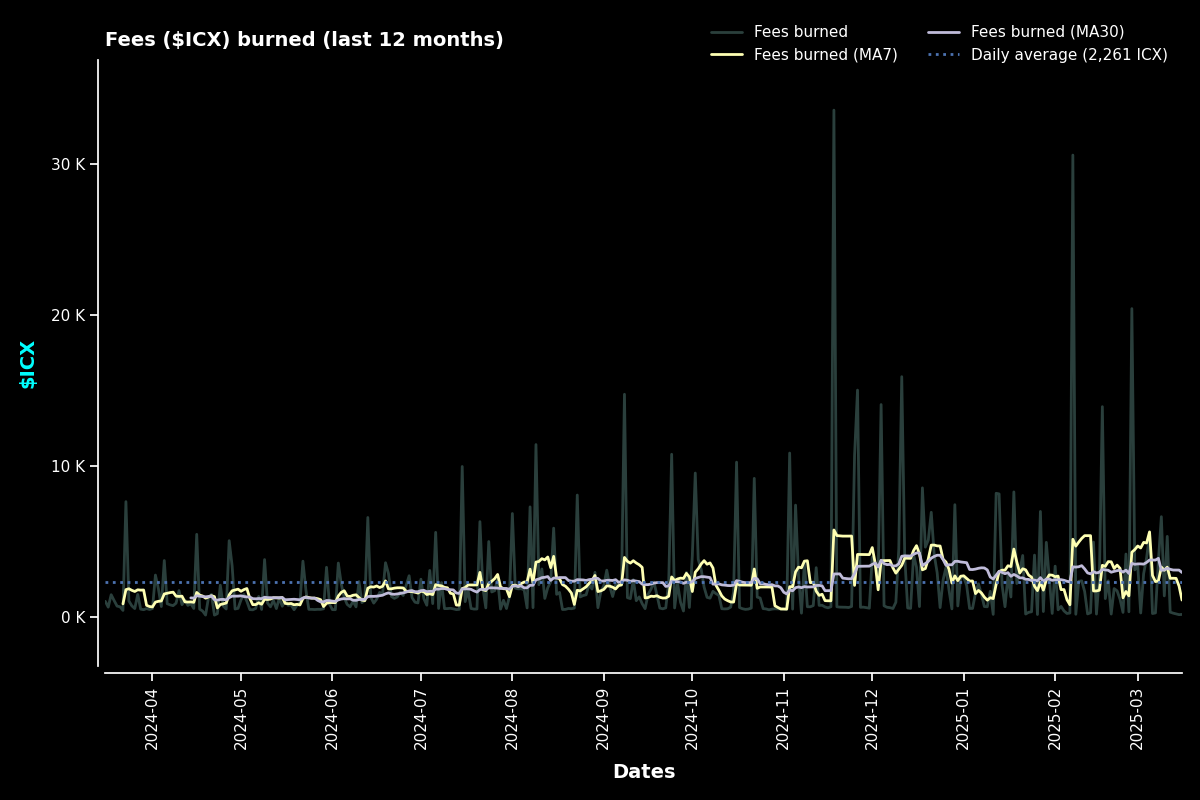 Fees ($ICX) burned (last 12 months)
Fees burned
Fees burned (MA7)
Fees burned (MA30)
Daily average (2,261 ICX)
$ICX
30 K
20 K
10 K
0 K
2024-04
2024-05
2024-06
2024-07
2024-08
2024-09
2024-10
2024-11
2024-12
2025-01
2025-02
2025-03
Dates